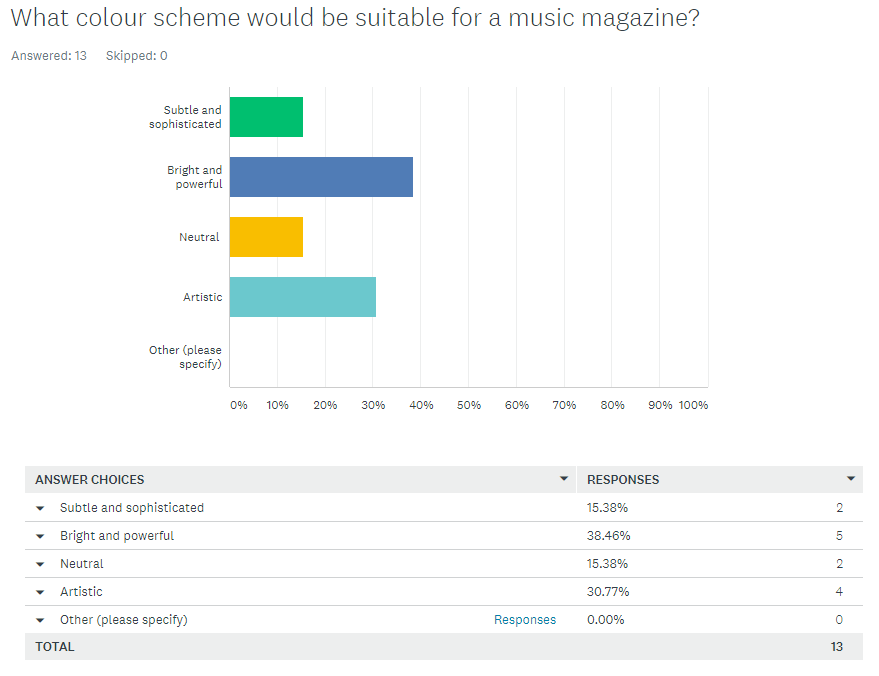 What colour scheme would be suitable for a music magazine?
Answered: 13 Skipped: 0
Subtle and
sophisticated
Bright and
powerful
Neutral
Artistic
Other (please
specify)
0% 10% 20% 30% 40% 50% 60% 70% 80% 90% 100%
ANSWER CHOICES RESPONSES
Subtle and sophisticated 15.38% 2
Bright and powerful 38.46% 5
Neutral 15.38% 2
Artistic 30.77% 4
Other (please specify) Responses 0.00% 0
TOTAL 13